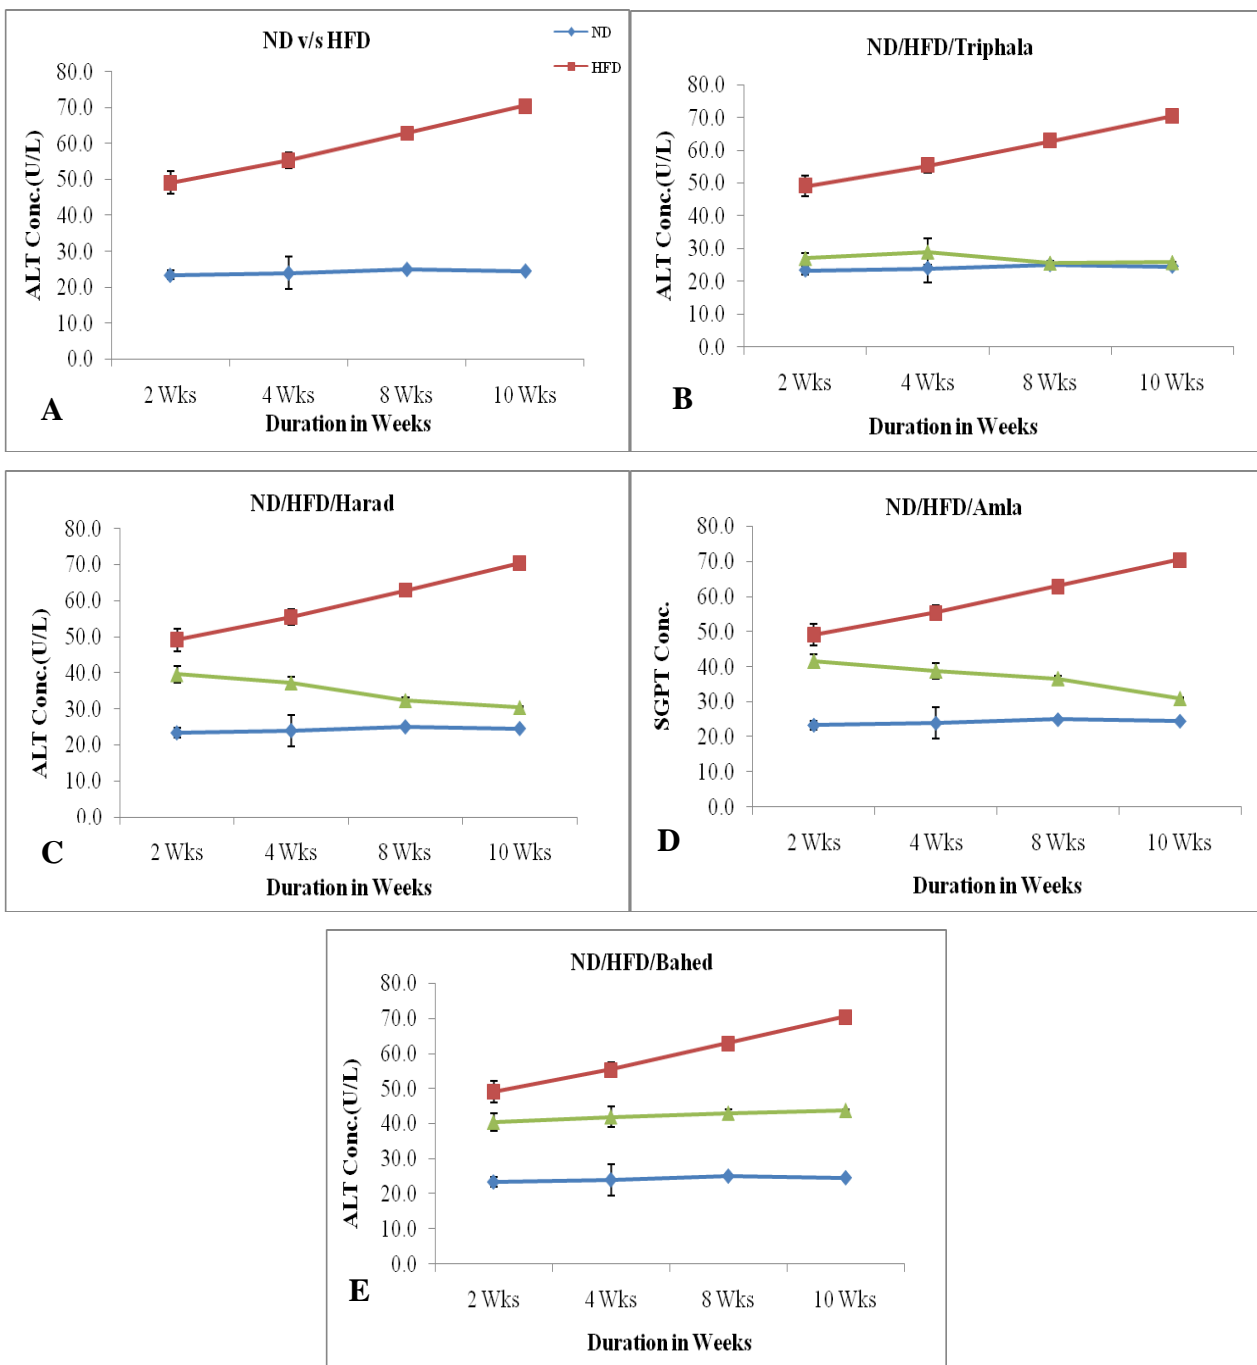 ND v/s HFD
ND
HFD
80.0
70.0
60.0
50.0
40.0
30.0
20.0
10.0
0.0
ALT Conc.(U/L)
2 Wks 4 Wks 8 Wks 10 Wks
A
Duration in Weeks
ND/HFD/Triphala
80.0
70.0
60.0
50.0
40.0
30.0
20.0
10.0
0.0
ALT Conc.(U/L)
2 Wks 4 Wks 8 Wks 10 Wks
B
Duration in Weeks
ND/HFD/Harad
80.0
70.0
60.0
50.0
40.0
30.0
20.0
10.0
0.0
ALT Conc.(U/L)
2 Wks 4 Wks 8 Wks 10 Wks
C
Duration in Weeks
ND/HFD/Amla
80.0
70.0
60.0
50.0
40.0
30.0
20.0
10.0
0.0
SGPT Conc.
2 Wks 4 Wks 8 Wks 10 Wks
D
Duration in Weeks
ND/HFD/Bahed
80.0
70.0
60.0
50.0
40.0
30.0
20.0
10.0
0.0
ALT Conc.(U/L)
2 Wks 4 Wks 8 Wks 10 Wks
E
Duration in Weeks